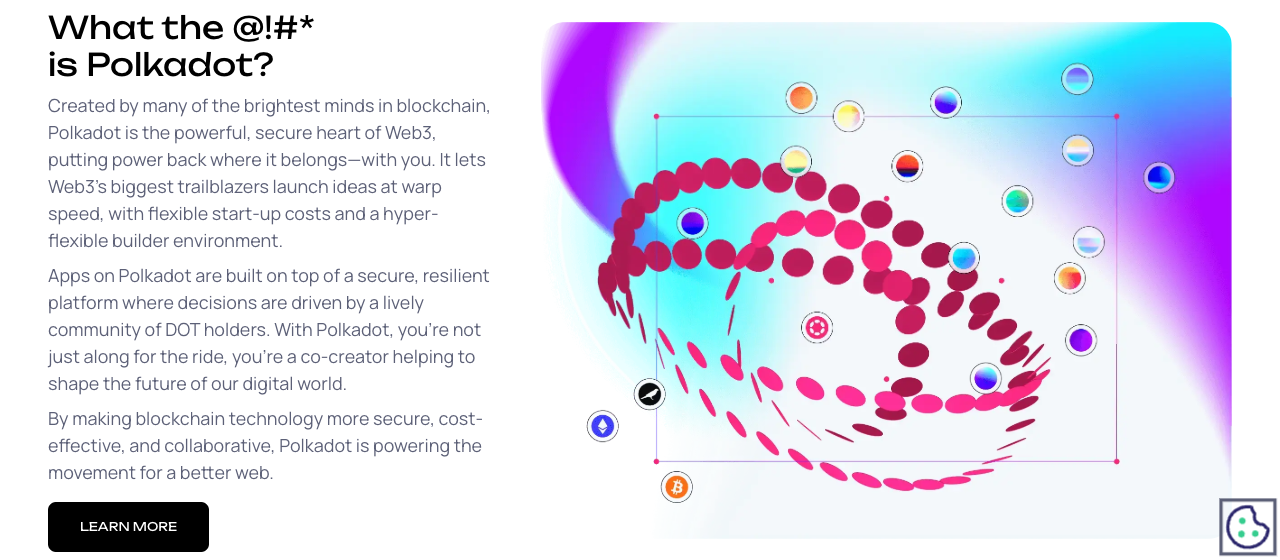 What the @!#*
is Polkadot?
Created by many of the brightest minds in blockchain,
Polkadot is the powerful, secure heart of Web3,
putting power back where it belongs—with you. It lets
Web3’s biggest trailblazers launch ideas at warp
speed, with flexible start-up costs and a hyper-
flexible builder environment.
Apps on Polkadot are built on top of a secure, resilient
platform where decisions are driven by a lively
community of DOT holders. With Polkadot, you’re not
just along for the ride, you’re a co-creator helping to
shape the future of our digital world.
By making blockchain technology more secure, cost-
effective, and collaborative, Polkadot is powering the
movement for a better web.
LEARN MORE